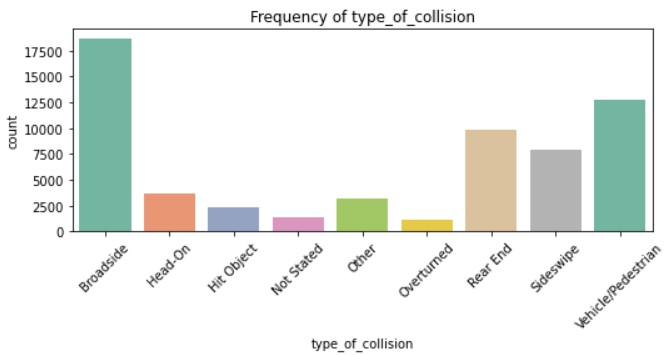 Frequency of type_of_collision
17500
15000
12500
10000
7500
5000
2500
0
count
Broadside
Head-On
Hit Object
Not Stated
Other
Overturned
Rear End
Sideswipe
Vehicle/Pedestrian
type_of_collision